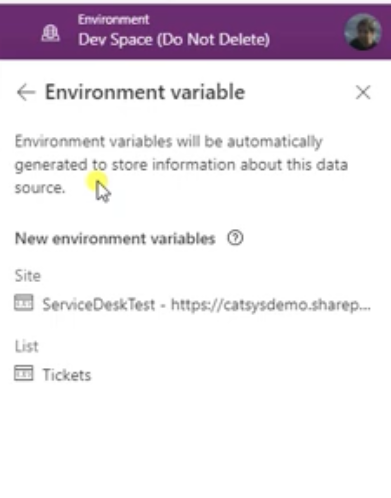 Environment
Dev Space (Do Not Delete)
Environment variable
Environment variables will be automatically
generated to store information about this data
source.
New environment variables
Site
ServiceDeskTest - https://catsysdemo.sharep...
List
Tickets